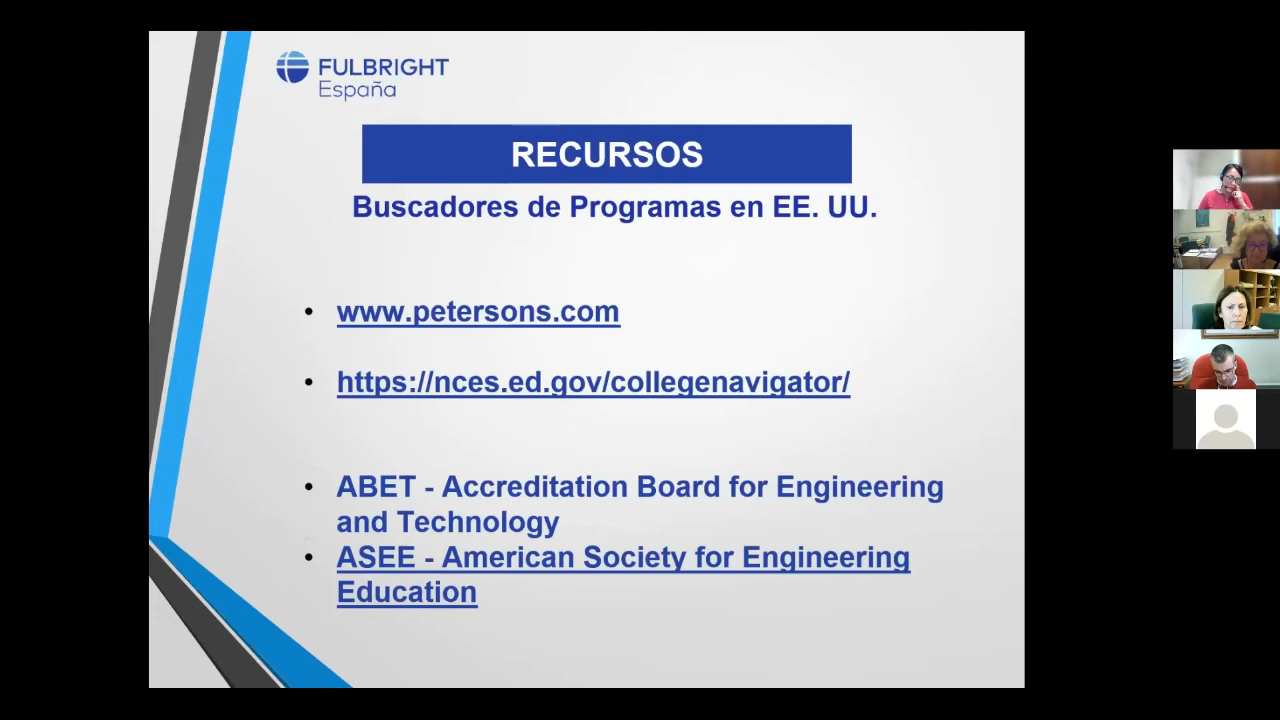 FULBRIGHT
España
RECURSOS
Buscadores de Programas en EE. UU.
• www.petersons.com
• https://nces.ed.gov/collegenavigator/
• ABET - Accreditation Board for Engineering
and Technology
• ASEE - American Society for Engineering
Education